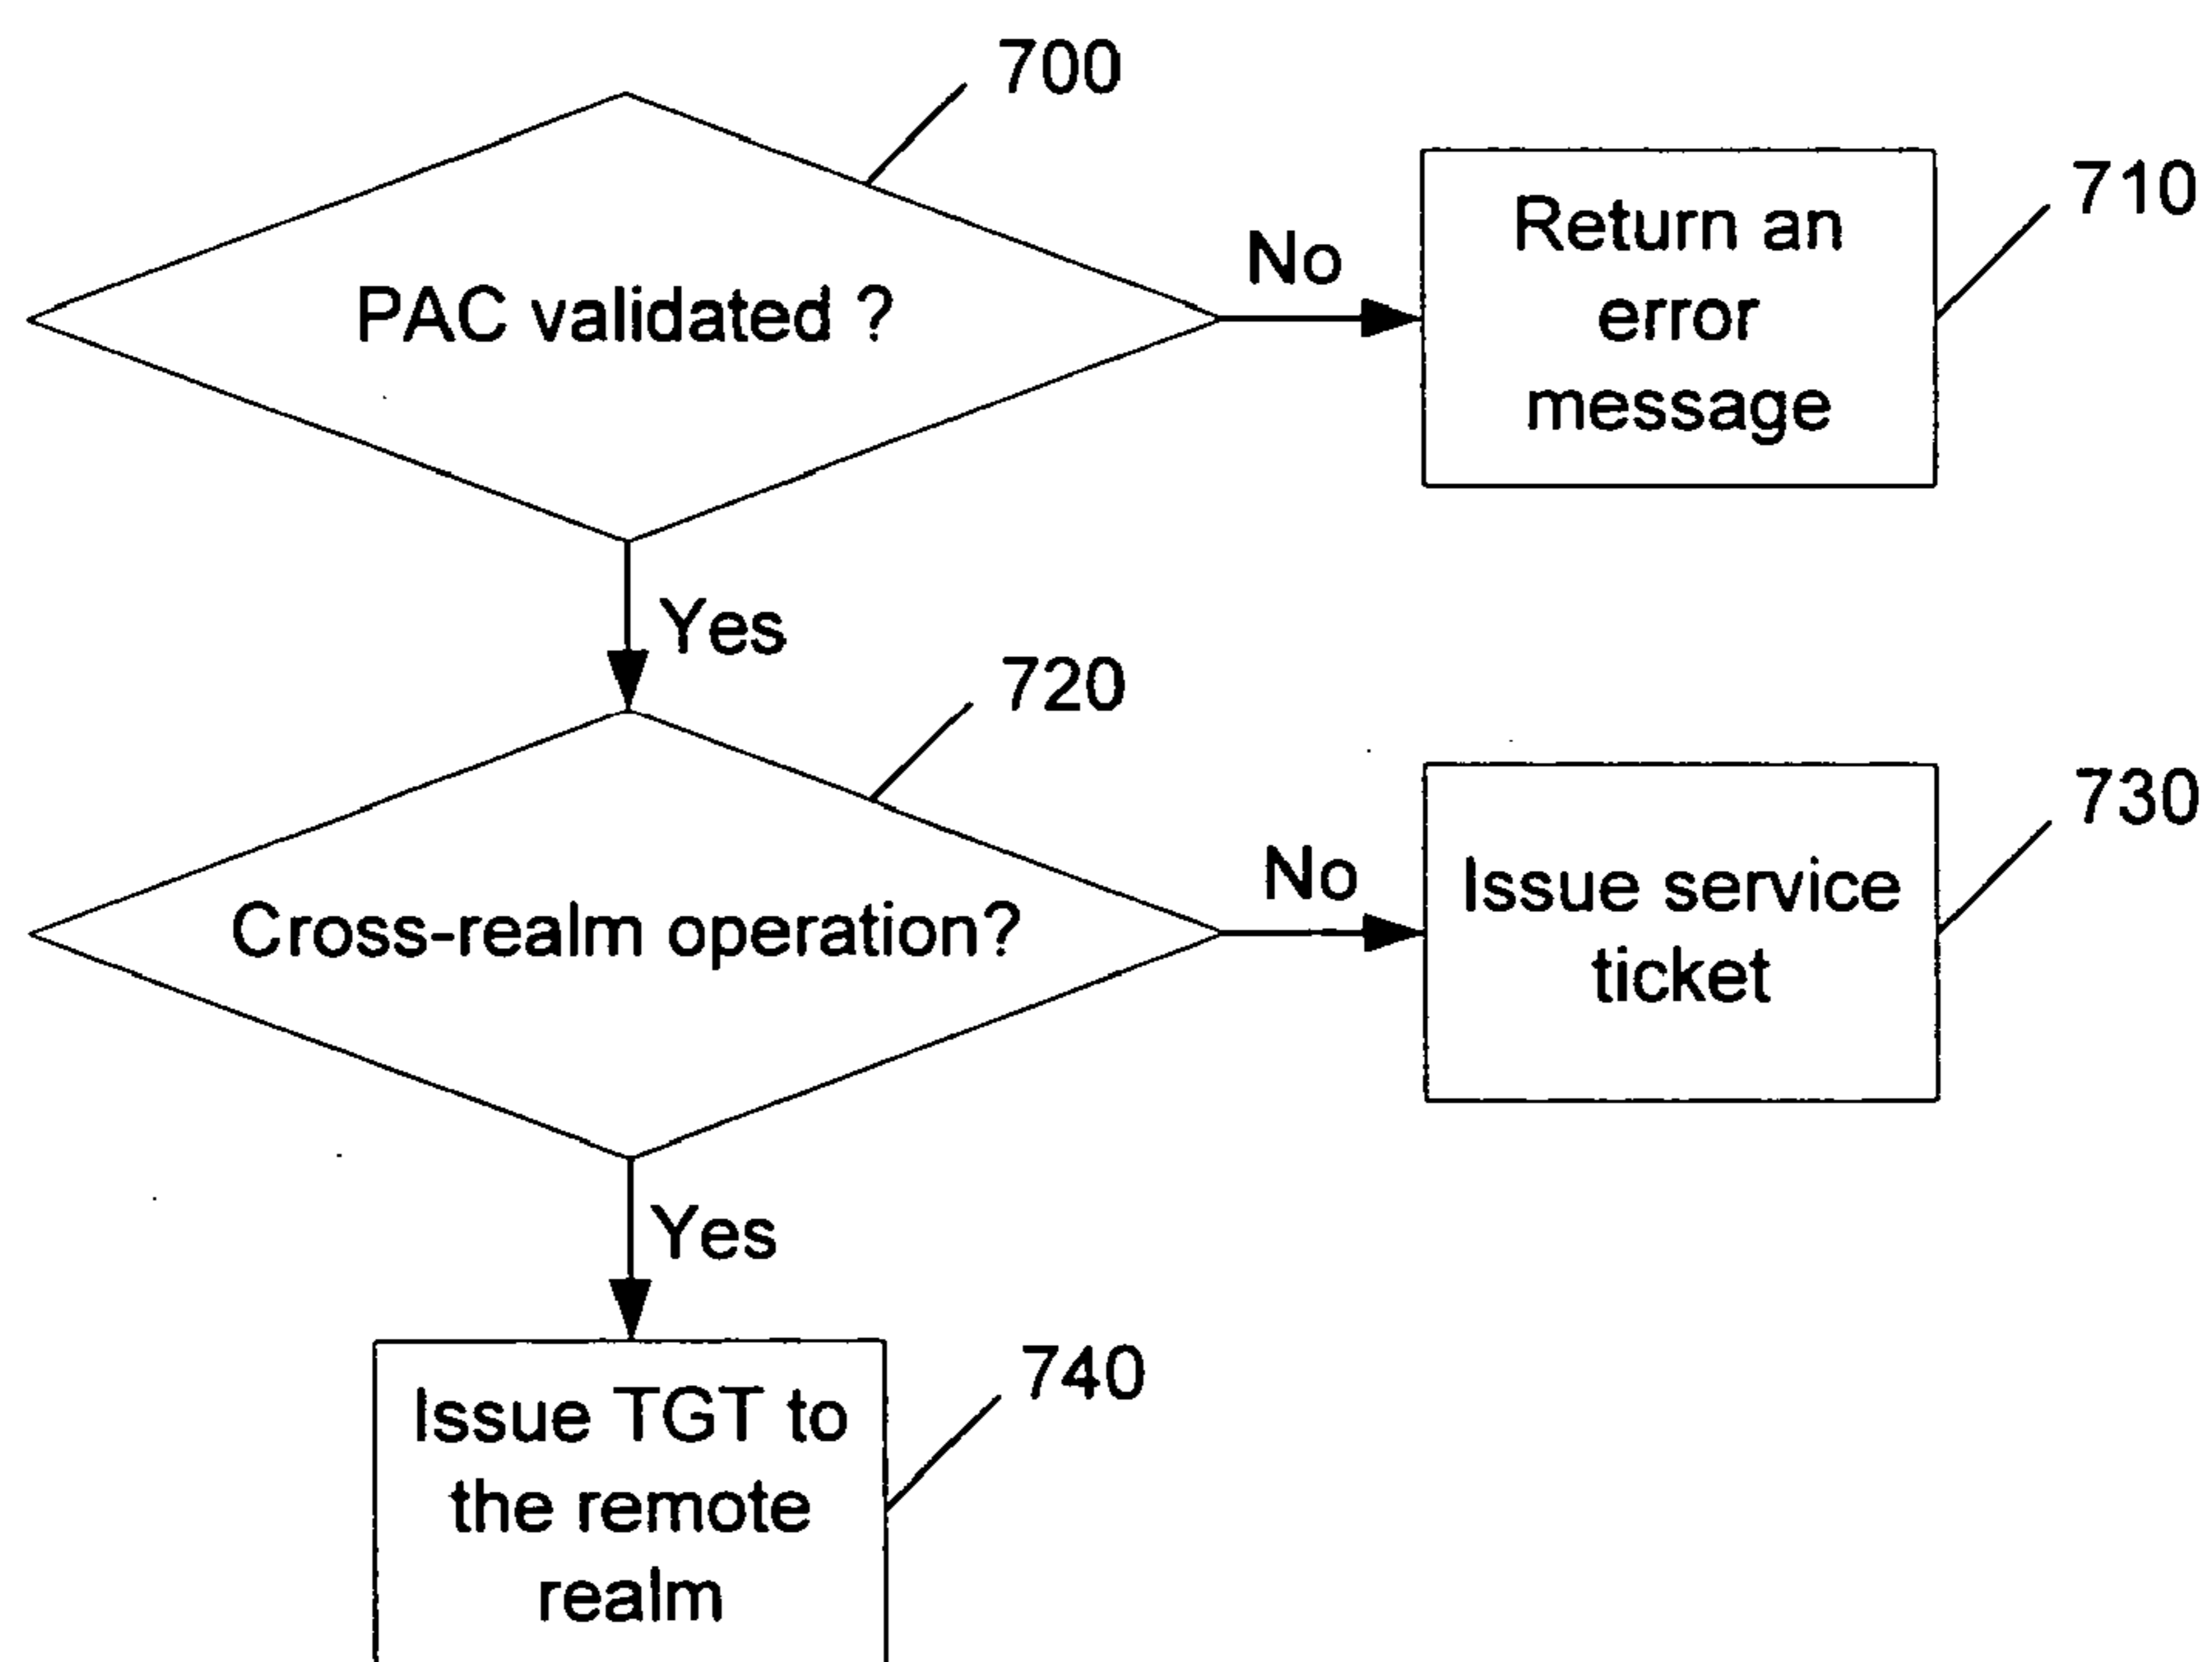 700
PAC validated ?
No
Return an
error
message
710
Yes
720
Cross-realm operation?
No
Issue service
ticket
730
Yes
740
Issue TGT to
the remote
realm